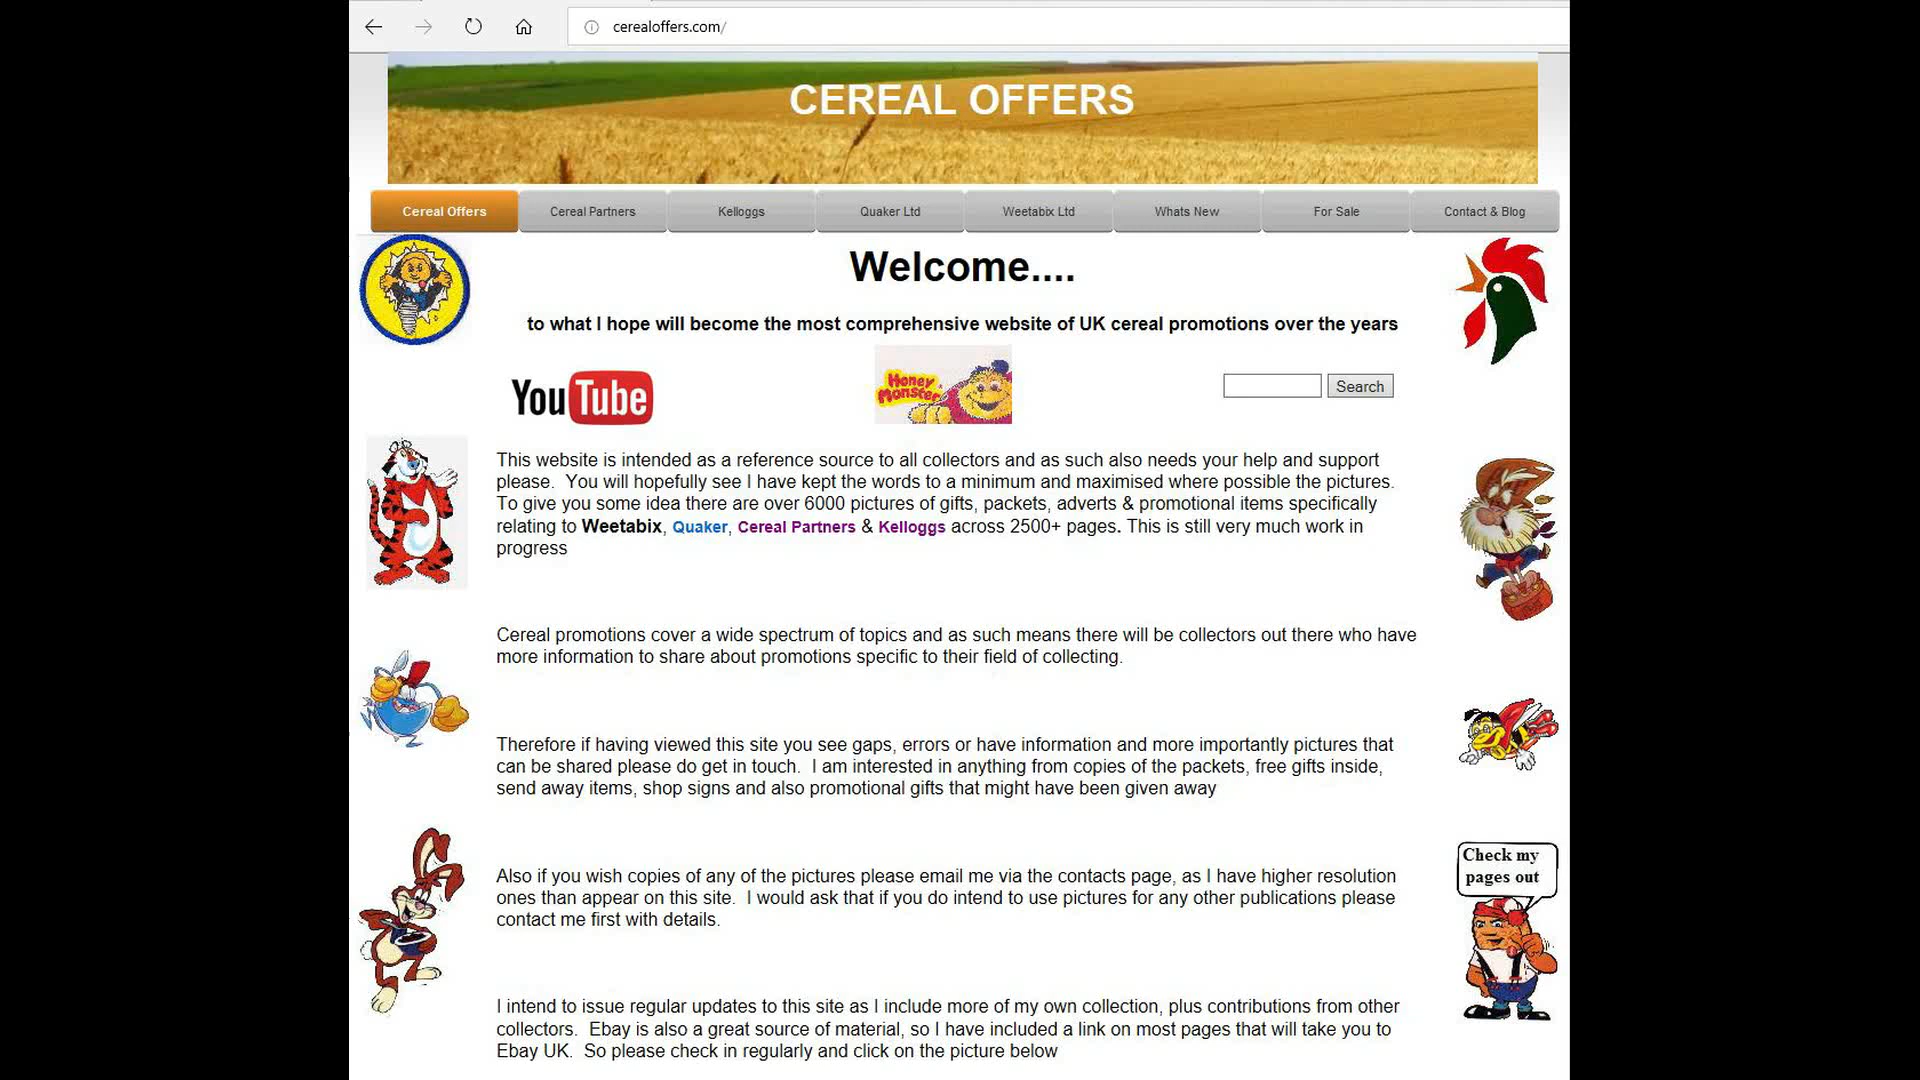 cerealoffers.com/
CEREAL OFFERS
Cereal Offers
Cereal Partners
Kelloggs
Quaker Ltd
Weetabix Ltd
Whats New
For Sale
Contact & Blog
Welcome....
to what I hope will become the most comprehensive website of UK cereal promotions over the years
YouTube
Honey
Monster
Search
This website is intended as a reference source to all collectors and as such also needs your help and support
please.  You will hopefully see I have kept the words to a minimum and maximised where possible the pictures.
To give you some idea there are over 6000 pictures of gifts, packets, adverts & promotional items specifically
relating to Weetabix, Quaker, Cereal Partners & Kelloggs across 2500+ pages. This is still very much work in
progress
Cereal promotions cover a wide spectrum of topics and as such means there will be collectors out there who have
more information to share about promotions specific to their field of collecting.
Therefore if having viewed this site you see gaps, errors or have information and more importantly pictures that
can be shared please do get in touch.  I am interested in anything from copies of the packets, free gifts inside,
send away items, shop signs and also promotional gifts that might have been given away
Also if you wish copies of any of the pictures please email me via the contacts page, as I have higher resolution
ones than appear on this site.  I would ask that if you do intend to use pictures for any other publications please
contact me first with details.
Check my
pages out
I intend to issue regular updates to this site as I include more of my own collection, plus contributions from other
collectors.  Ebay is also a great source of material, so I have included a link on most pages that will take you to
Ebay UK.  So please check in regularly and click on the picture below